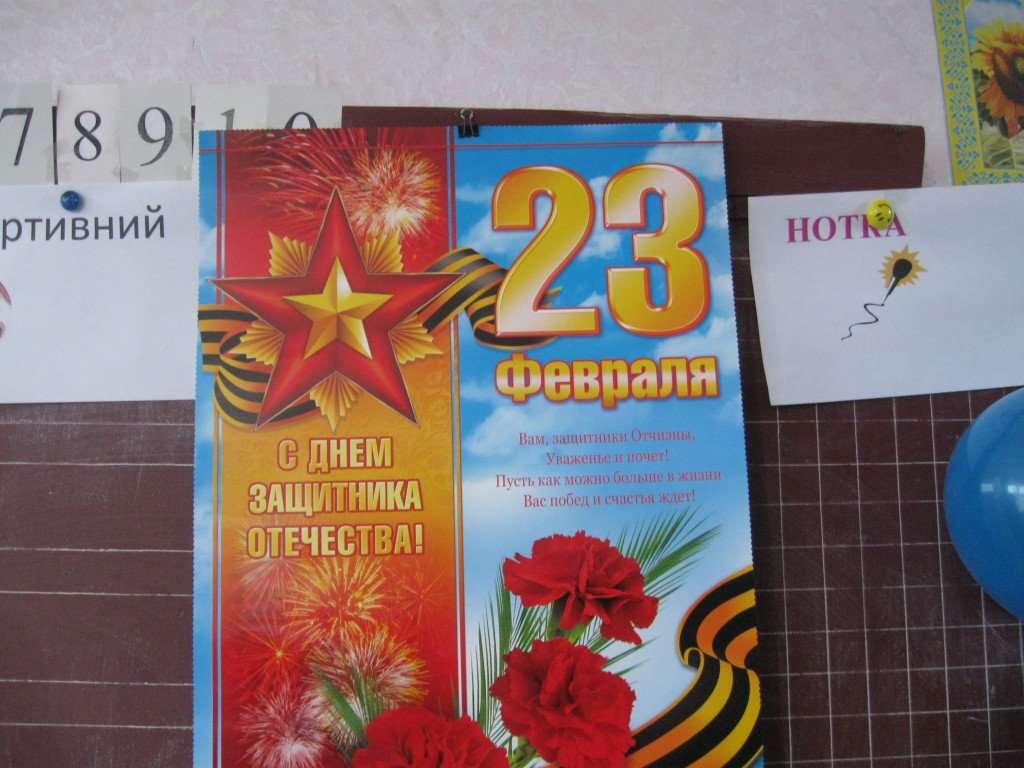 7 8 9 10
ртивний
НОТКА
23
Февраля
С ДНЕМ
ЗАЩИТНИКА
ОТЕЧЕСТВА!
Вам, защитники Отчизны,
Уваженье и почет!
Пусть как можно больше в жизни
Вас побед и счастья ждет!